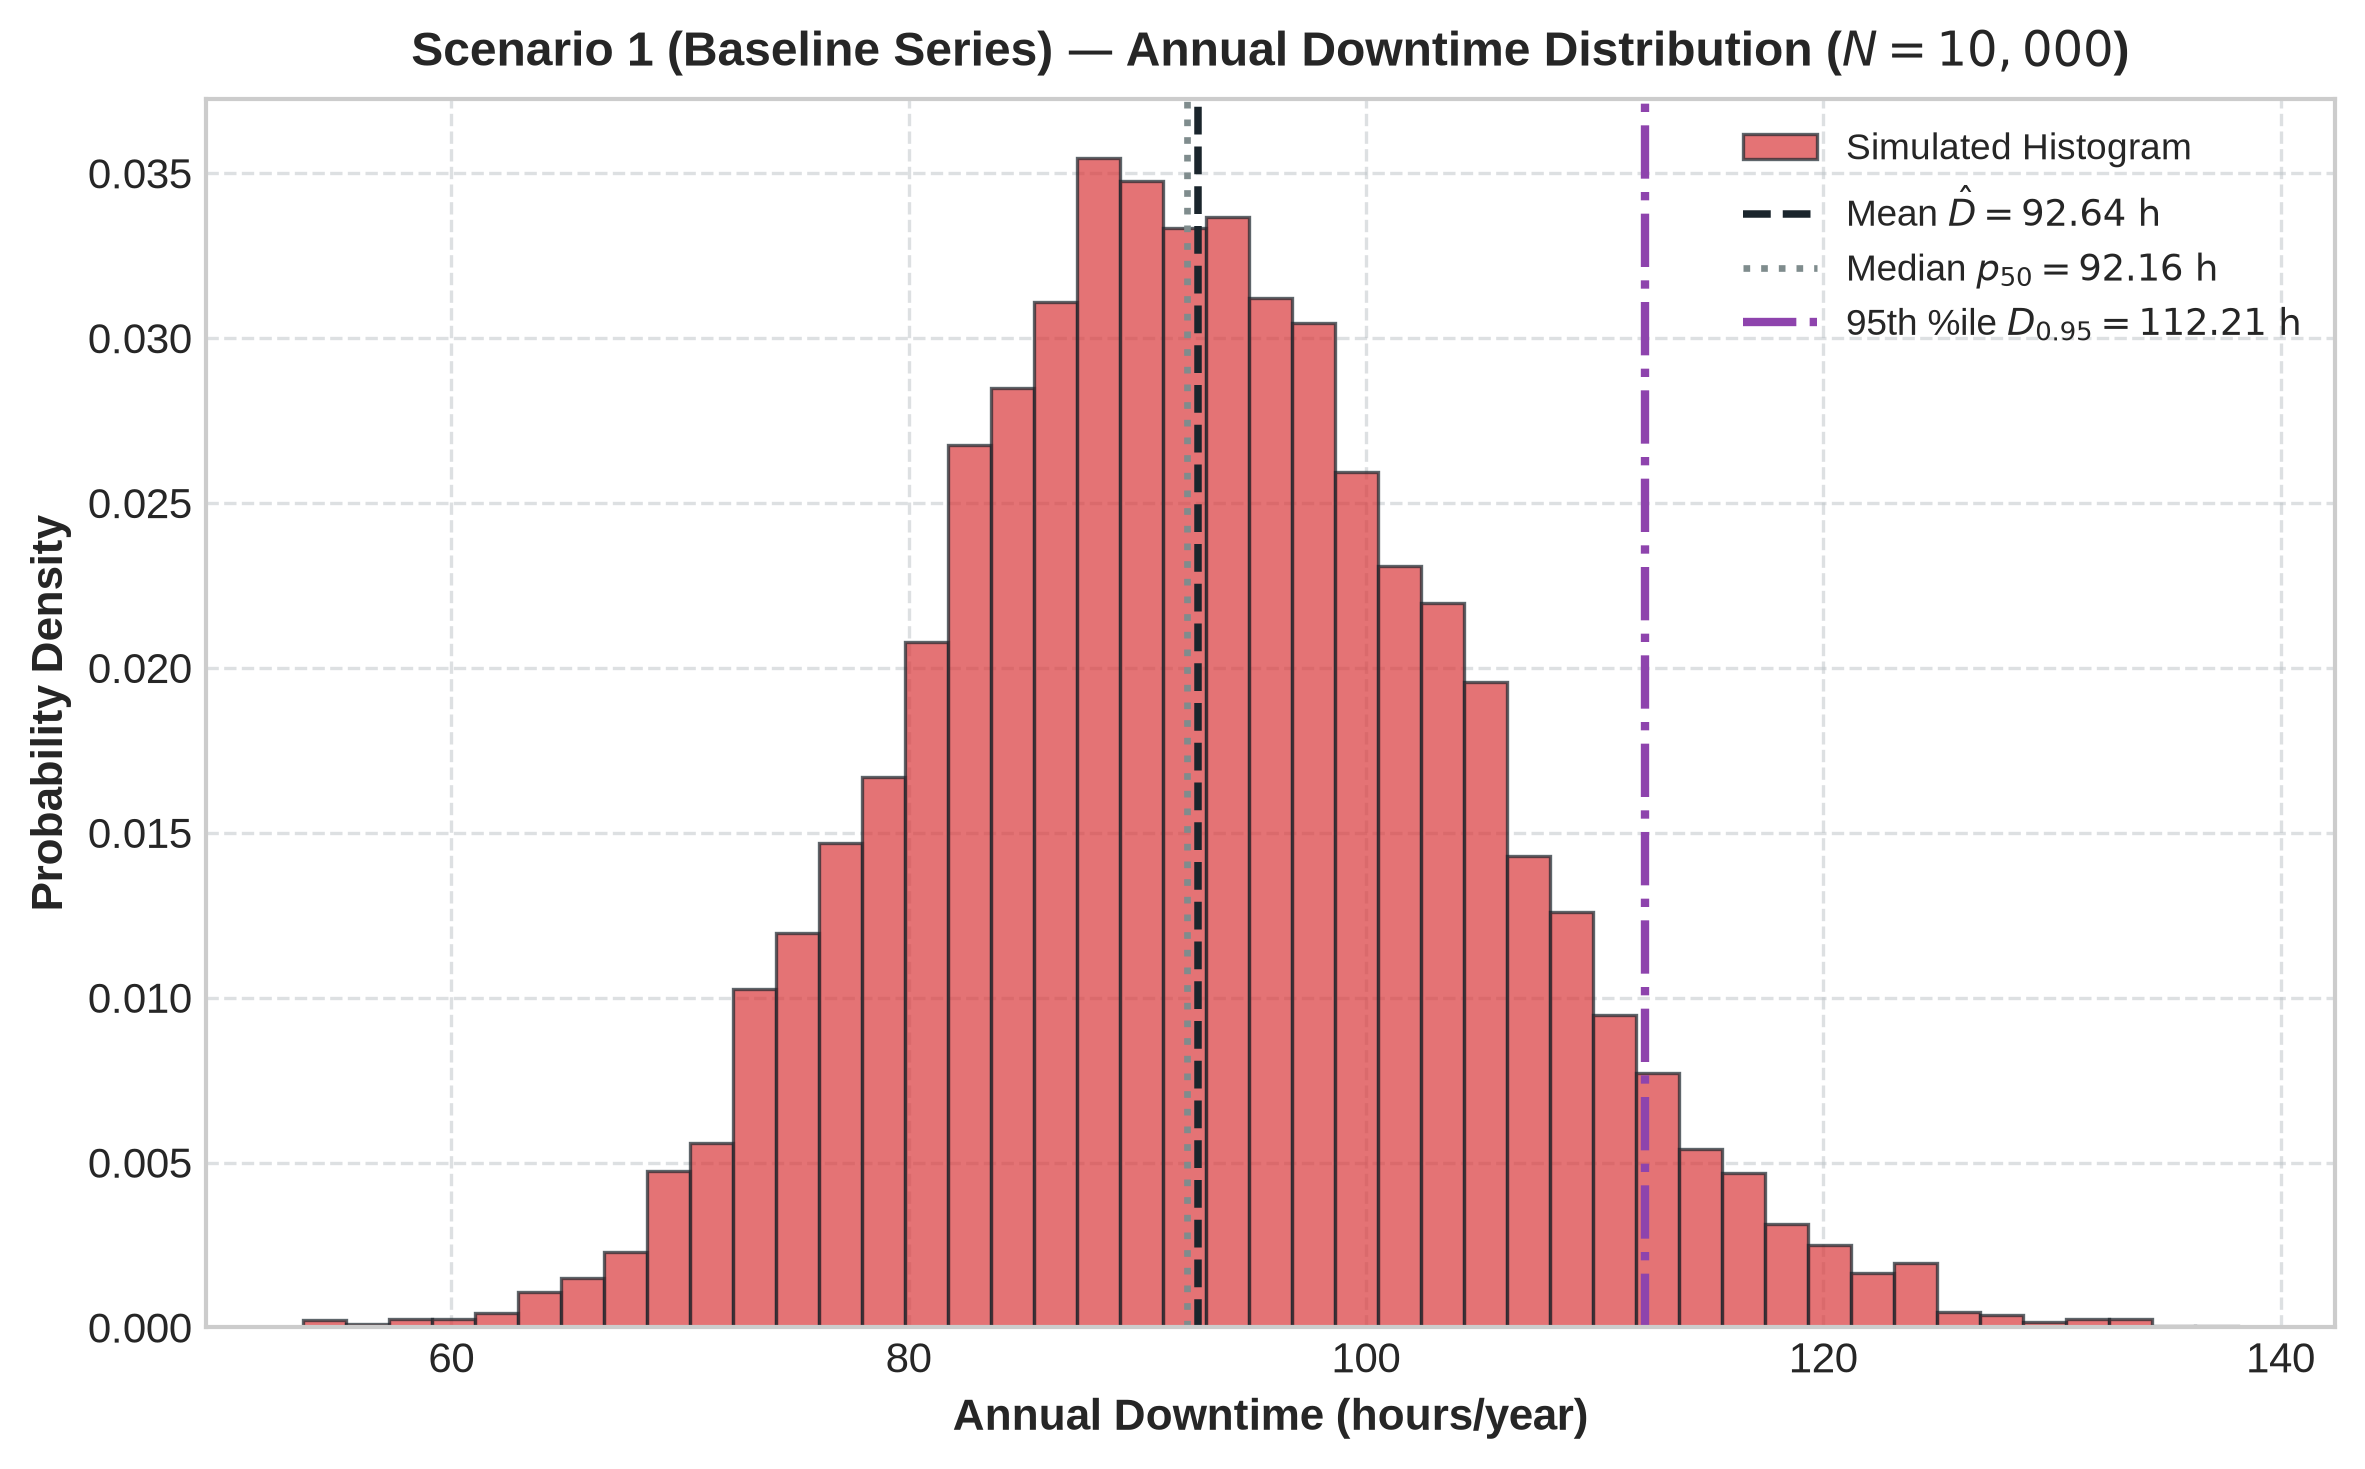 Scenario 1 (Baseline Series) — Annual Downtime Distribution (N = 10, 000)
Simulated Histogram
Mean D̂ = 92.64 h
Median p₅₀ = 92.16 h
95th %ile D₀.₉₅ = 112.21 h
Probability Density
0.035
0.030
0.025
0.020
0.015
0.010
0.005
0.000
60 80 100 120 140
Annual Downtime (hours/year)